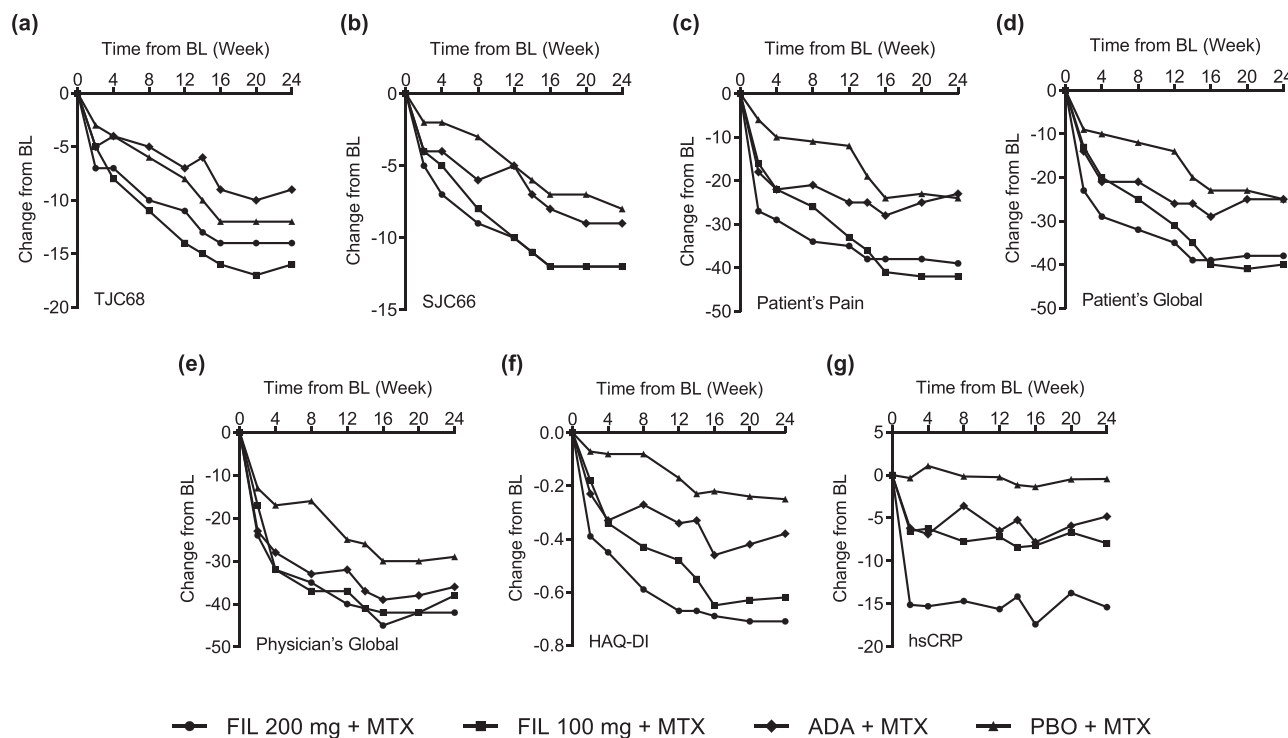 (a)
Time from BL (Week)
0 4 8 12 16 20 24
0
-5
-10
-15
-20
Change from BL
TJC68
(b)
Time from BL (Week)
0 4 8 12 16 20 24
0
-5
-10
-15
Change from BL
SJC66
(c)
Time from BL (Week)
0 4 8 12 16 20 24
0
-10
-20
-30
-40
-50
Change from BL
Patient's Pain
(d)
Time from BL (Week)
0 4 8 12 16 20 24
0
-10
-20
-30
-40
-50
Change from BL
Patient's Global
(e)
Time from BL (Week)
0 4 8 12 16 20 24
0
-10
-20
-30
-40
-50
Change from BL
Physician's Global
(f)
Time from BL (Week)
0 4 8 12 16 20 24
0.0
-0.2
-0.4
-0.6
-0.8
Change from BL
HAQ-DI
(g)
Time from BL (Week)
0 4 8 12 16 20 24
5
0
-5
-10
-15
-20
Change from BL
hsCRP
FIL 200 mg + MTX FIL 100 mg + MTX ADA + MTX PBO + MTX